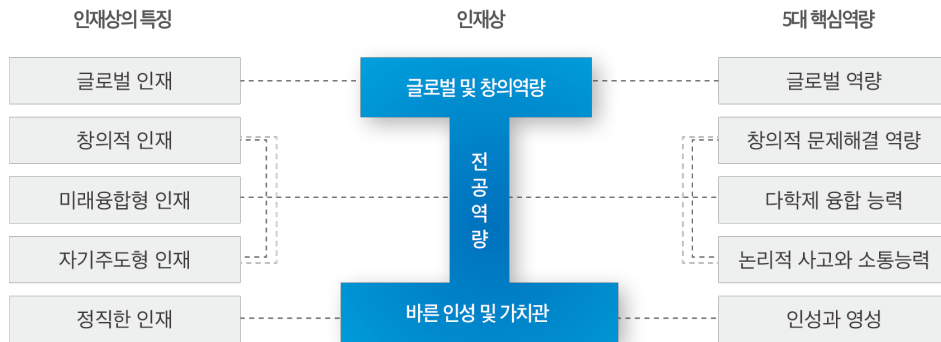 인재상의 특징
인재상
5대 핵심역량
글로벌 인재
글로벌 및 창의역량
글로벌 역량
창의적 인재
창의적 문제해결 역량
미래융합형 인재
전공역량
다학제 융합 능력
자기주도형 인재
논리적 사고와 소통능력
정직한 인재
바른 인성 및 가치관
인성과 영성